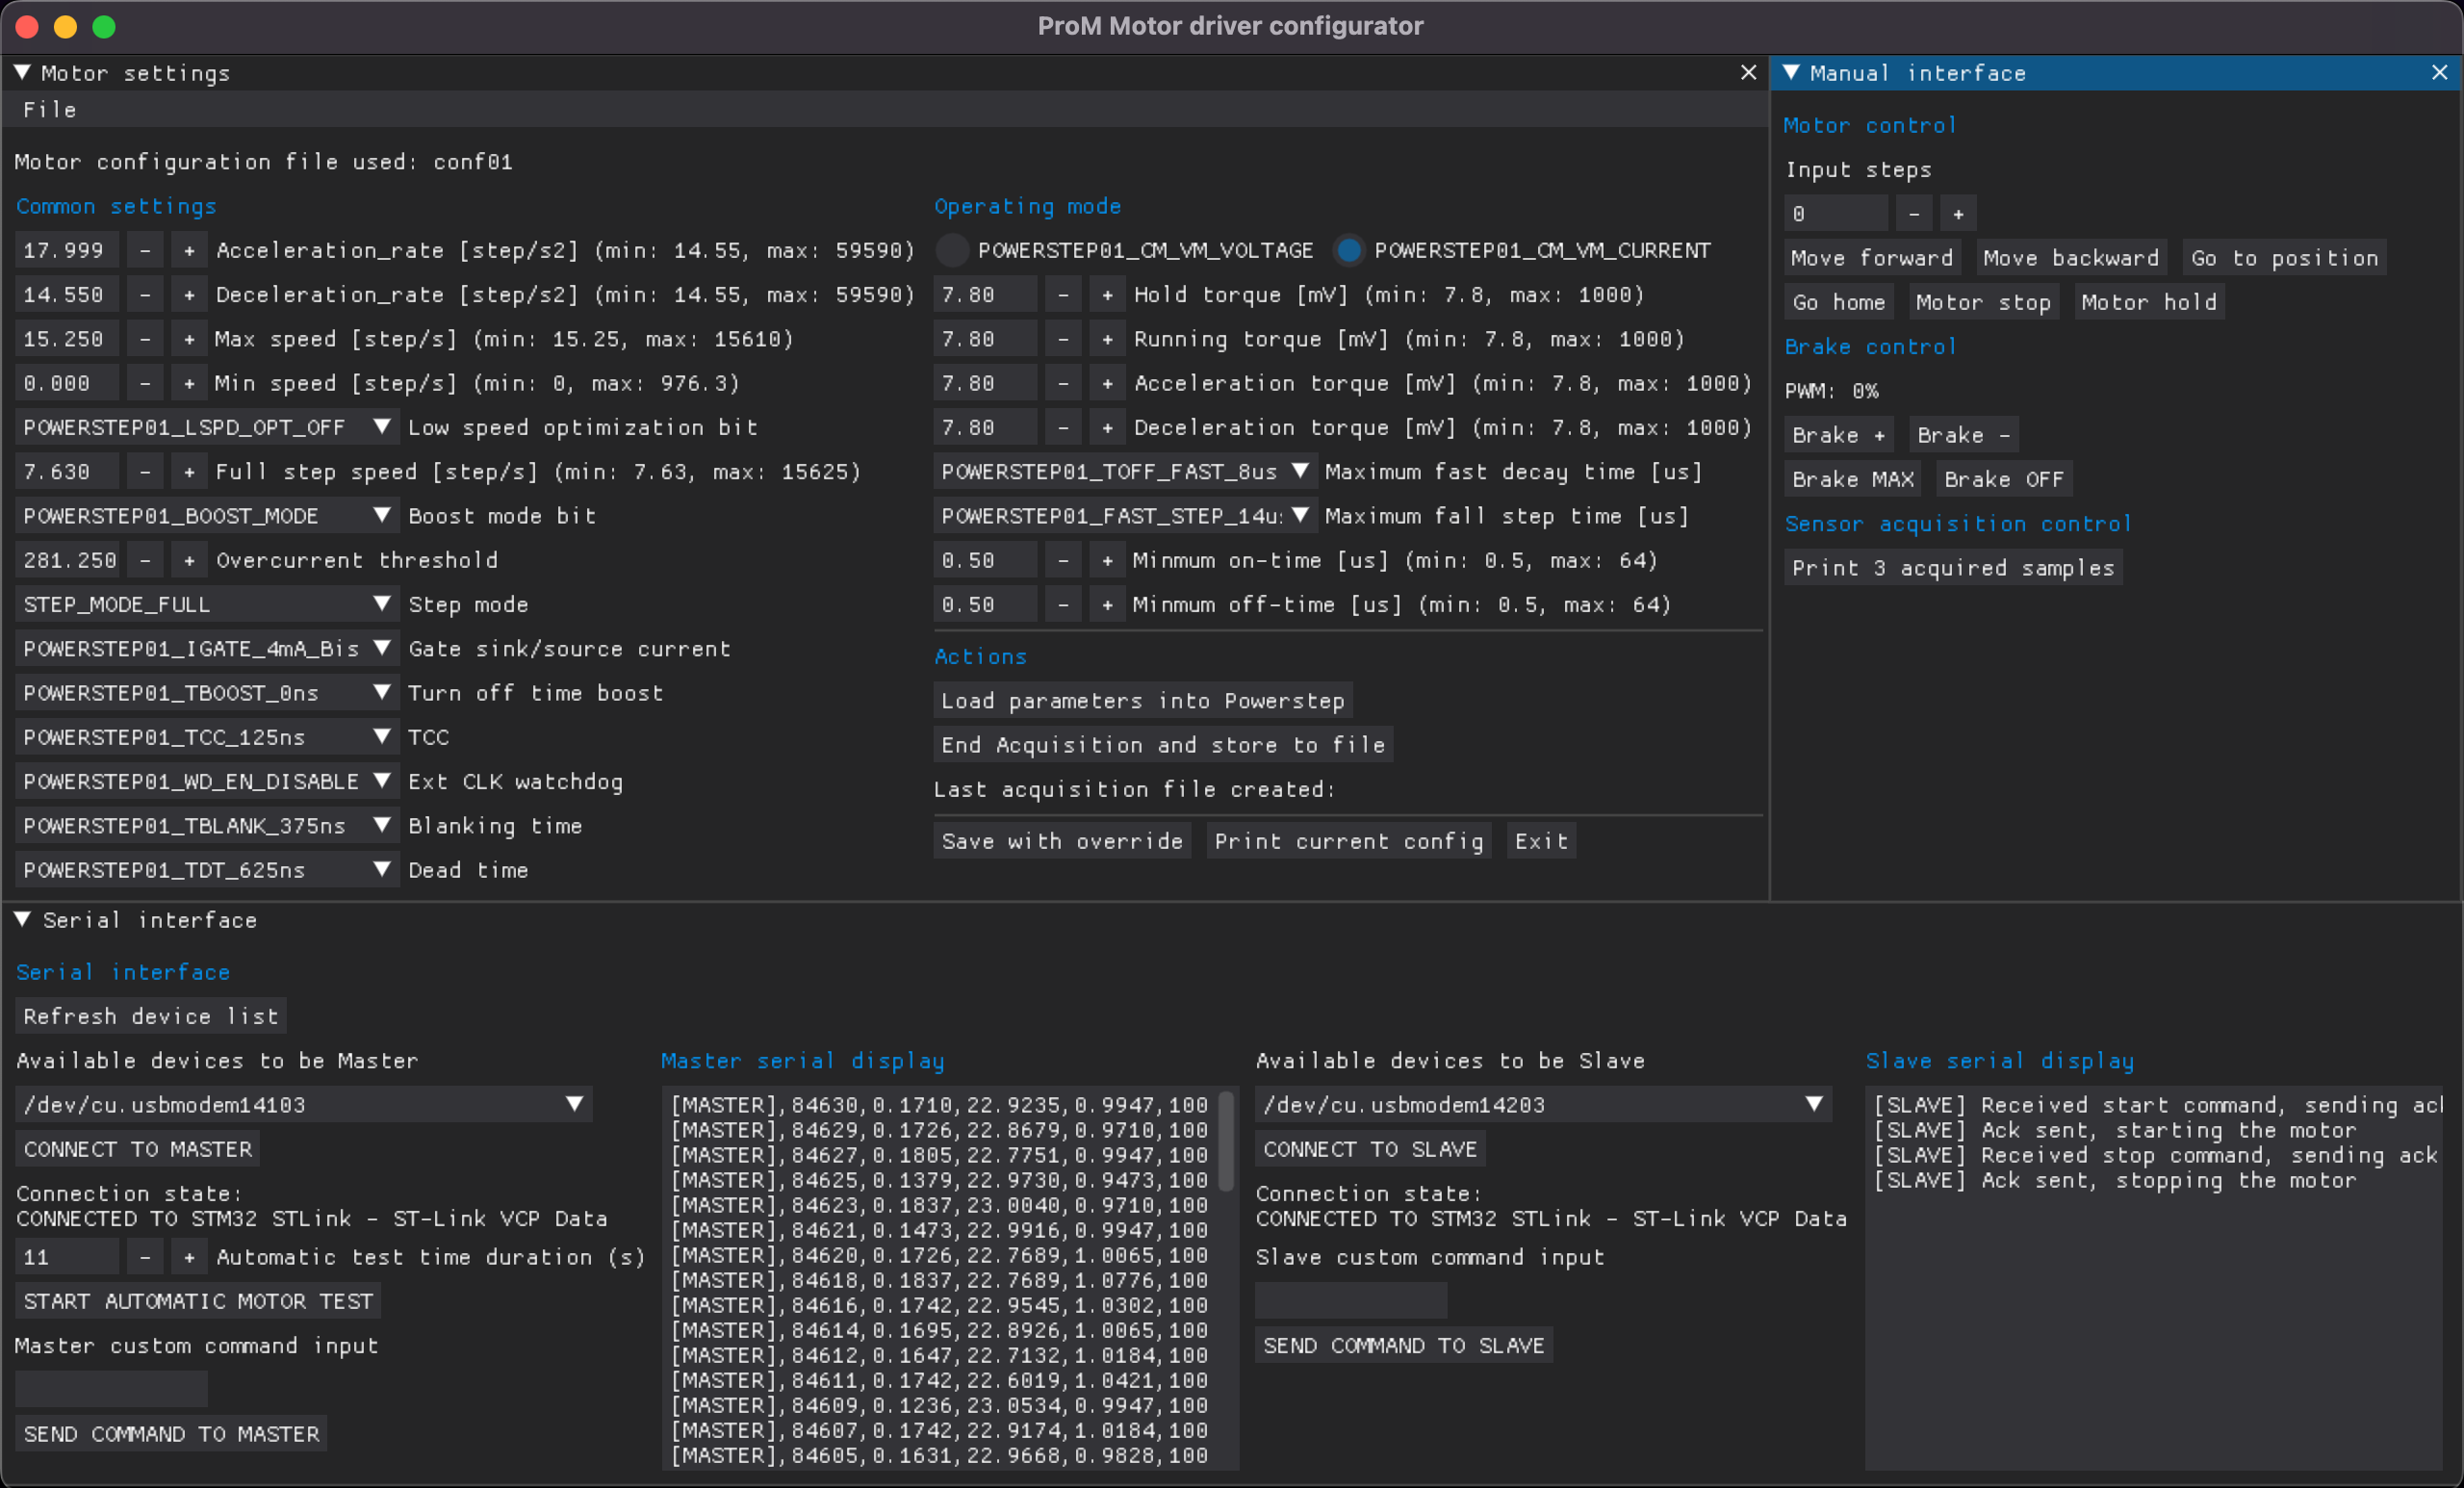 ProM Motor driver configurator
Motor settings
File
Motor configuration file used: conf01
Common settings
17.999 - + Acceleration_rate [step/s2] (min: 14.55, max: 59590)
14.550 - + Deceleration_rate [step/s2] (min: 14.55, max: 59590)
15.250 - + Max speed [step/s] (min: 15.25, max: 15610)
0.000 - + Min speed [step/s] (min: 0, max: 976.3)
POWERSTEP01_LSPD_OPT_OFF Low speed optimization bit
7.630 - + Full step speed [step/s] (min: 7.63, max: 15625)
POWERSTEP01_BOOST_MODE Boost mode bit
281.250 - + Overcurrent threshold
STEP_MODE_FULL Step mode
POWERSTEP01_IGATE_4mA_Bis Gate sink/source current
POWERSTEP01_TBOOST_0ns Turn off time boost
POWERSTEP01_TCC_125ns TCC
POWERSTEP01_WD_EN_DISABLE Ext CLK watchdog
POWERSTEP01_TBLANK_375ns Blanking time
POWERSTEP01_TDT_625ns Dead time
Operating mode
POWERSTEP01_CM_VM_VOLTAGE POWERSTEP01_CM_VM_CURRENT
7.80 - + Hold torque [mV] (min: 7.8, max: 1000)
7.80 - + Running torque [mV] (min: 7.8, max: 1000)
7.80 - + Acceleration torque [mV] (min: 7.8, max: 1000)
7.80 - + Deceleration torque [mV] (min: 7.8, max: 1000)
POWERSTEP01_TOFF_FAST_8us Maximum fast decay time [us]
POWERSTEP01_FAST_STEP_14u Maximum fall step time [us]
0.50 - + Minmum on-time [us] (min: 0.5, max: 64)
0.50 - + Minmum off-time [us] (min: 0.5, max: 64)
Actions
Load parameters into Powerstep
End Acquisition and store to file
Last acquisition file created:
Save with override Print current config Exit
Manual interface
Motor control
Input steps
0 - +
Move forward Move backward Go to position
Go home Motor stop Motor hold
Brake control
PWM: 0%
Brake + Brake -
Brake MAX Brake OFF
Sensor acquisition control
Print 3 acquired samples
Serial interface
Serial interface
Refresh device list
Available devices to be Master
/dev/cu.usbmodem14103
CONNECT TO MASTER
Connection state:
CONNECTED TO STM32 STLink - ST-Link VCP Data
11 - + Automatic test time duration (s)
START AUTOMATIC MOTOR TEST
Master custom command input
SEND COMMAND TO MASTER
Master serial display
[MASTER],84630,0.1710,22.9235,0.9947,100
[MASTER],84629,0.1726,22.8679,0.9710,100
[MASTER],84627,0.1805,22.7751,0.9947,100
[MASTER],84625,0.1379,22.9730,0.9473,100
[MASTER],84623,0.1837,23.0040,0.9710,100
[MASTER],84621,0.1473,22.9916,0.9947,100
[MASTER],84620,0.1726,22.7689,1.0065,100
[MASTER],84618,0.1837,22.7689,1.0776,100
[MASTER],84616,0.1742,22.9545,1.0302,100
[MASTER],84614,0.1695,22.8926,1.0065,100
[MASTER],84612,0.1647,22.7132,1.0184,100
[MASTER],84611,0.1742,22.6019,1.0421,100
[MASTER],84609,0.1236,23.0534,0.9947,100
[MASTER],84607,0.1742,22.9174,1.0184,100
[MASTER],84605,0.1631,22.9668,0.9828,100
Available devices to be Slave
/dev/cu.usbmodem14203
CONNECT TO SLAVE
Connection state:
CONNECTED TO STM32 STLink - ST-Link VCP Data
Slave custom command input
SEND COMMAND TO SLAVE
Slave serial display
[SLAVE] Received start command, sending ack
[SLAVE] Ack sent, starting the motor
[SLAVE] Received stop command, sending ack
[SLAVE] Ack sent, stopping the motor